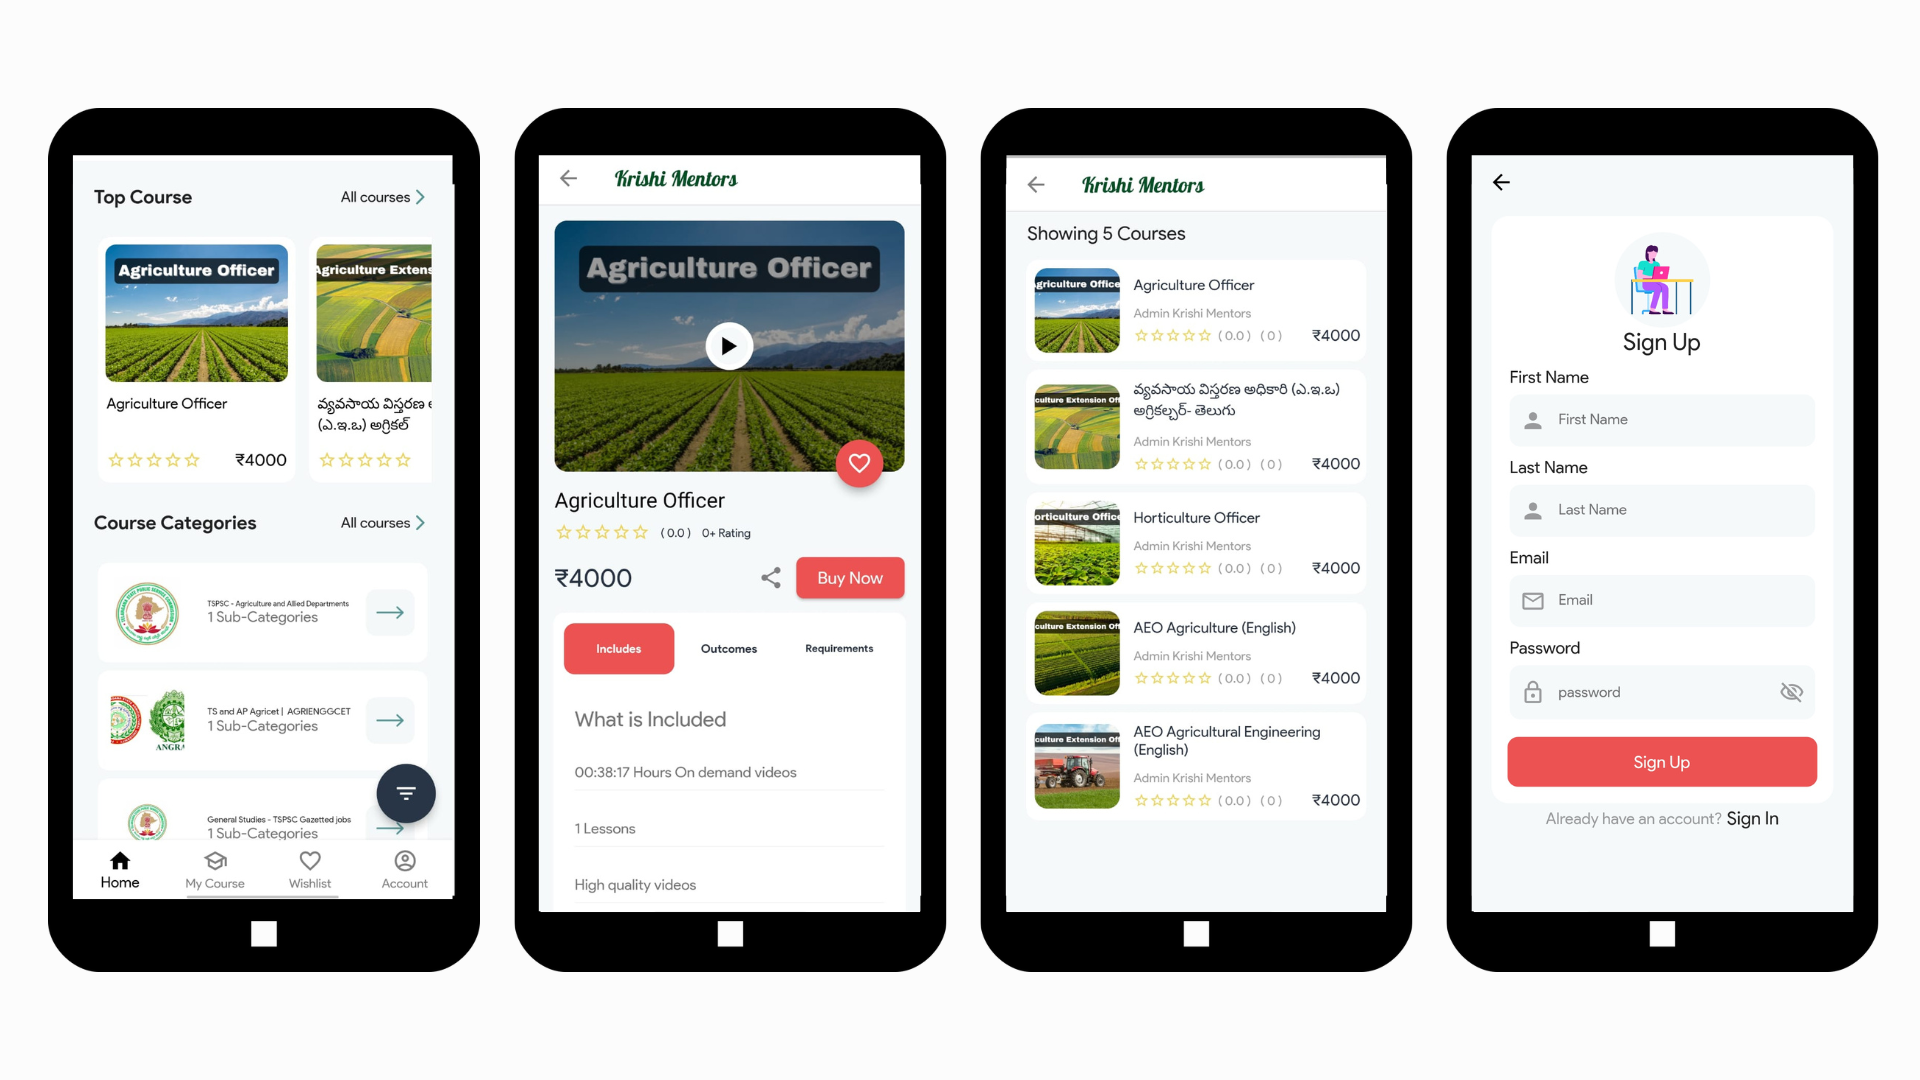 Top Course
All courses
Agriculture Officer
Agriculture Extens
Agriculture Officer
₹4000
వ్యవసాయ విస్తరణ
(ఎ.ఇ.ఒ) అగ్రికల్
Course Categories
All courses
TSPSC - Agriculture and Allied Departments
1 Sub-Categories
TS and AP Agricet | AGRIENGGCET
1 Sub-Categories
ANGRA
General Studies - TSPSC Gazetted jobs
1 Sub-Categories
Home
My Course
Wishlist
Account
Krishi Mentors
Agriculture Officer
Agriculture Officer
(0.0) 0+ Rating
₹4000
Buy Now
Includes
Outcomes
Requirements
What is Included
00:38:17 Hours On demand videos
1 Lessons
High quality videos
Krishi Mentors
Showing 5 Courses
griculture Office
Agriculture Officer
Admin Krishi Mentors
(0.0) (0) ₹4000
culture Extension Off
వ్యవసాయ విస్తరణ అధికారి (ఎ.ఇ.ఒ)
అగ్రికల్చర్- తెలుగు
Admin Krishi Mentors
(0.0) (0) ₹4000
orticulture Office
Horticulture Officer
Admin Krishi Mentors
(0.0) (0) ₹4000
culture Extension Off
AEO Agriculture (English)
Admin Krishi Mentors
(0.0) (0) ₹4000
culture Extension Off
AEO Agricultural Engineering
(English)
Admin Krishi Mentors
(0.0) (0) ₹4000
Sign Up
First Name
First Name
Last Name
Last Name
Email
Email
Password
password
Sign Up
Already have an account? Sign In